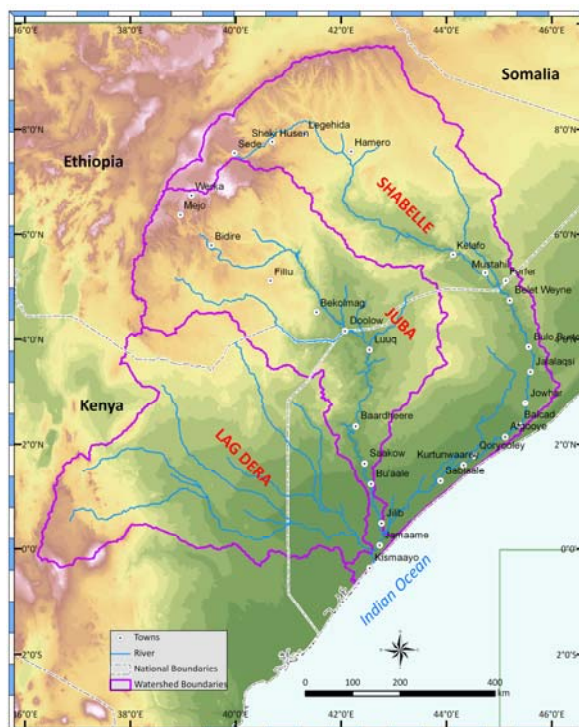 36°0'E 38°0'E 40°0'E 42°0'E 44°0'E 46°0'E
Somalia
8°0'N
8°0'N
Legehida
Sheki Husen
Hamero
Sede
Ethiopia
Werka
Mejo
SHABELLE
6°0'N
6°0'N
Bidire
Kelafo
Mustahil
Filtu
Ferfer
Belet Weyne
Bekolmag
JUBA
Doolow
Luuq
4°0'N
Bulo Burto
Jalalaqsi
Kenya
Jowhar
Baardheere
Balcad
2°0'N
2°0'N
LAG DERA
Afgooye
Kurtunwaarey
Qoryooley
Saakow
Bu'aale
Sablaale
Jilib
Jamaame
0°0'
0°0'
Kismaayo
Indian Ocean
Towns
River
National Boundaries
Watershed Boundaries
2°0'S
2°0'S
0 100 200 400
km
36°0'E 38°0'E 40°0'E 42°0'E 44°0'E 46°0'E